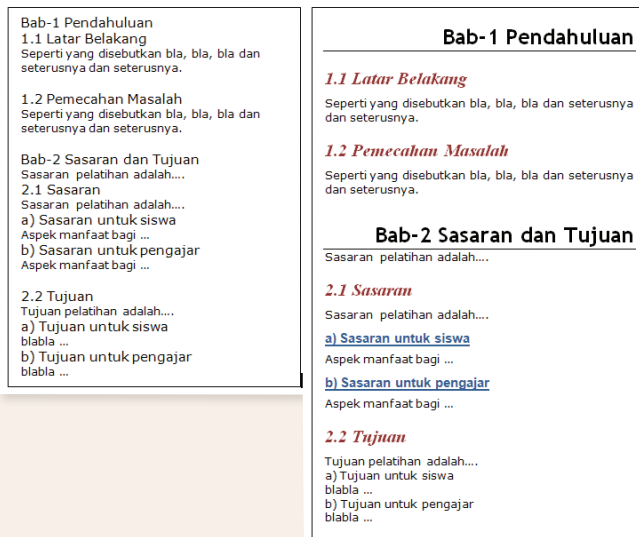 Bab-1 Pendahuluan
1.1 Latar Belakang
Seperti yang disebutkan bla, bla, bla dan
seterusnya dan seterusnya.
1.2 Pemecahan Masalah
Seperti yang disebutkan bla, bla, bla dan
seterusnya dan seterusnya.
Bab-2 Sasaran dan Tujuan
Sasaran pelatihan adalah....
2.1 Sasaran
Sasaran pelatihan adalah....
a) Sasaran untuk siswa
Aspek manfaat bagi ...
b) Sasaran untuk pengajar
Aspek manfaat bagi ...
2.2 Tujuan
Tujuan pelatihan adalah....
a) Tujuan untuk siswa
blabla ...
b) Tujuan untuk pengajar
blabla ...
Bab-1 Pendahuluan
1.1 Latar Belakang
Seperti yang disebutkan bla, bla, bla dan seterusnya
dan seterusnya.
1.2 Pemecahan Masalah
Seperti yang disebutkan bla, bla, bla dan seterusnya
dan seterusnya.
Bab-2 Sasaran dan Tujuan
Sasaran pelatihan adalah....
2.1 Sasaran
Sasaran pelatihan adalah....
a) Sasaran untuk siswa
Aspek manfaat bagi ...
b) Sasaran untuk pengajar
Aspek manfaat bagi ...
2.2 Tujuan
Tujuan pelatihan adalah....
a) Tujuan untuk siswa
blabla ...
b) Tujuan untuk pengajar
blabla ...